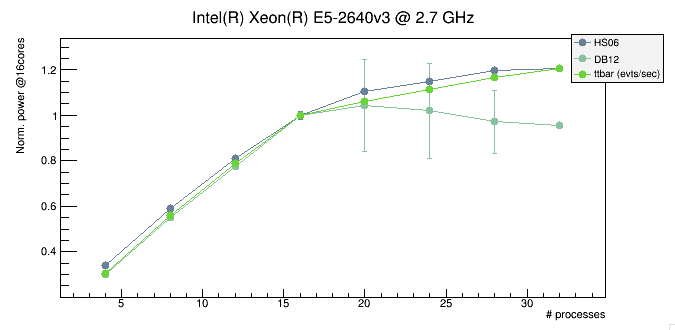 Intel(R) Xeon(R) E5-2640v3 @ 2.7 GHz
Norm. power @16cores
HS06
DB12
ttbar (evts/sec)
1.2
1
0.8
0.6
0.4
5 10 15 20 25 30
# processes